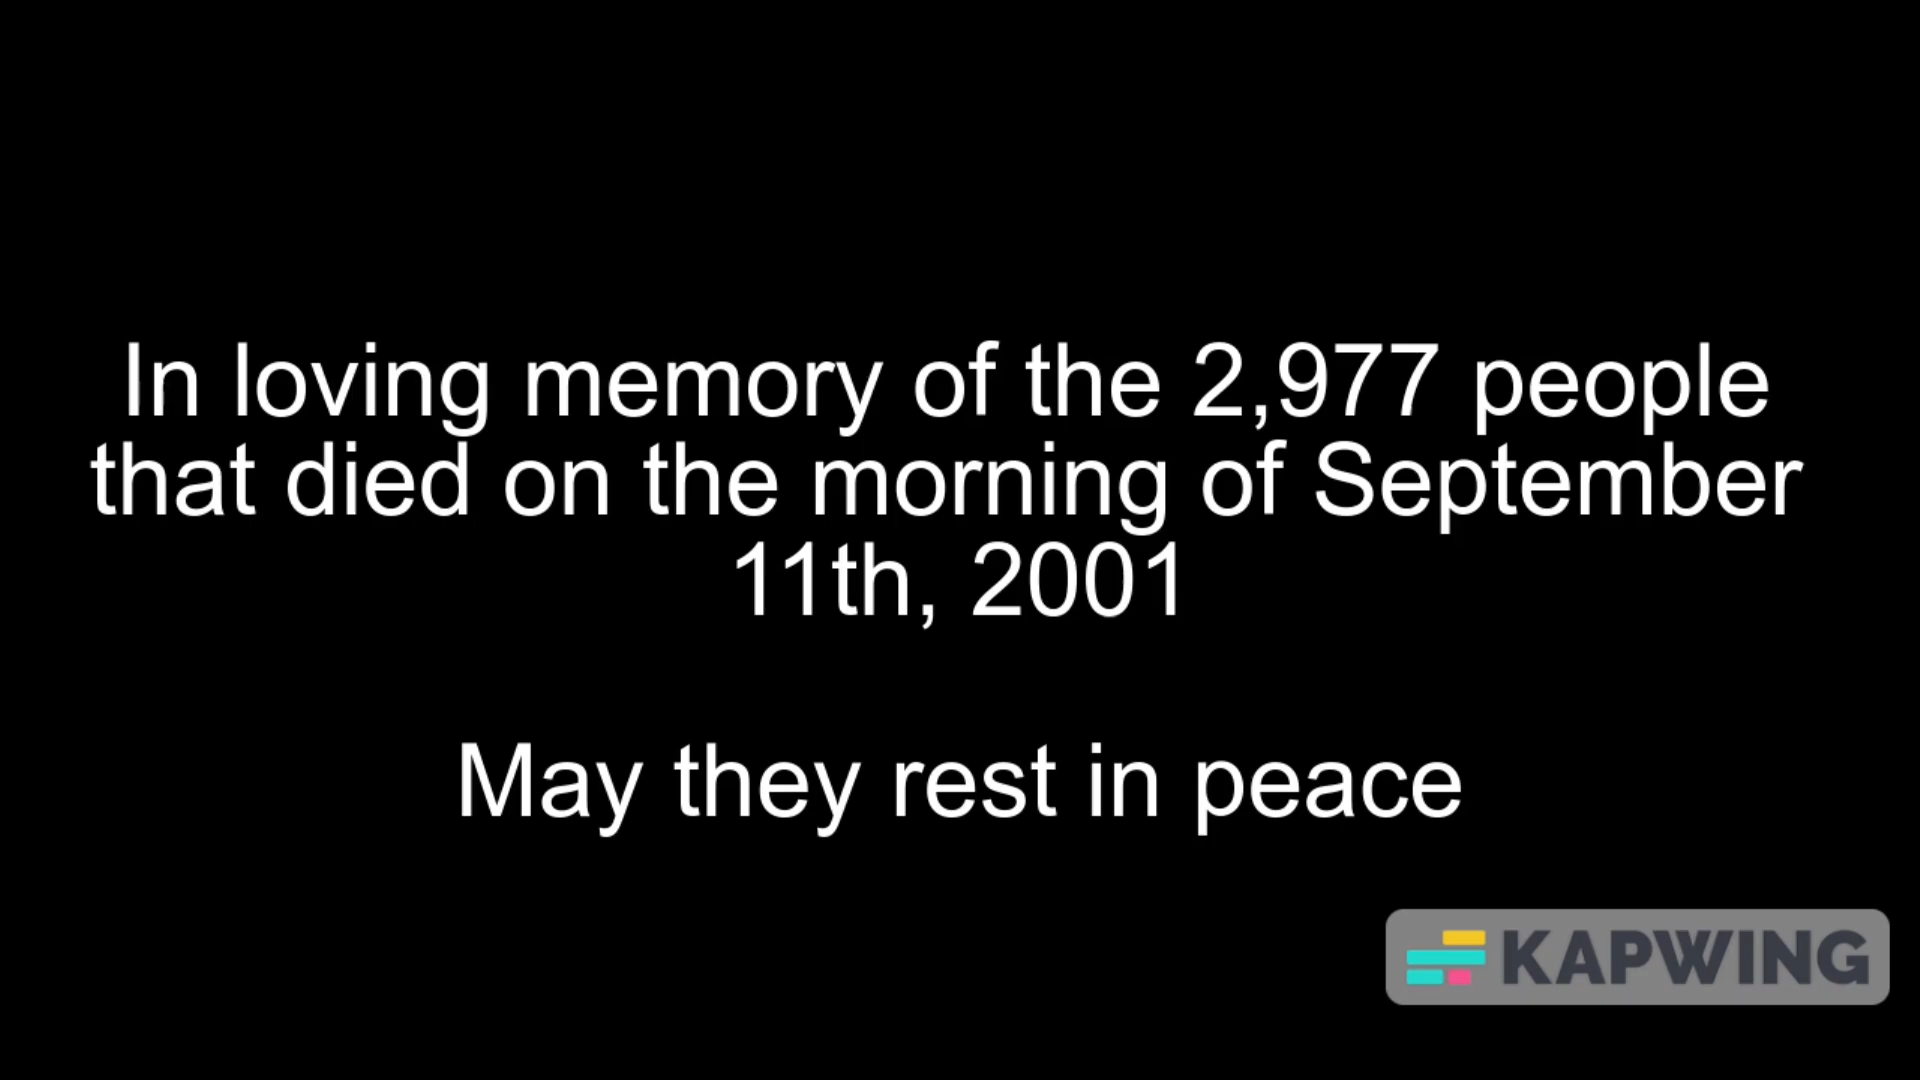 In loving memory of the 2,977 people
that died on the morning of September
11th, 2001
May they rest in peace
KAPWING